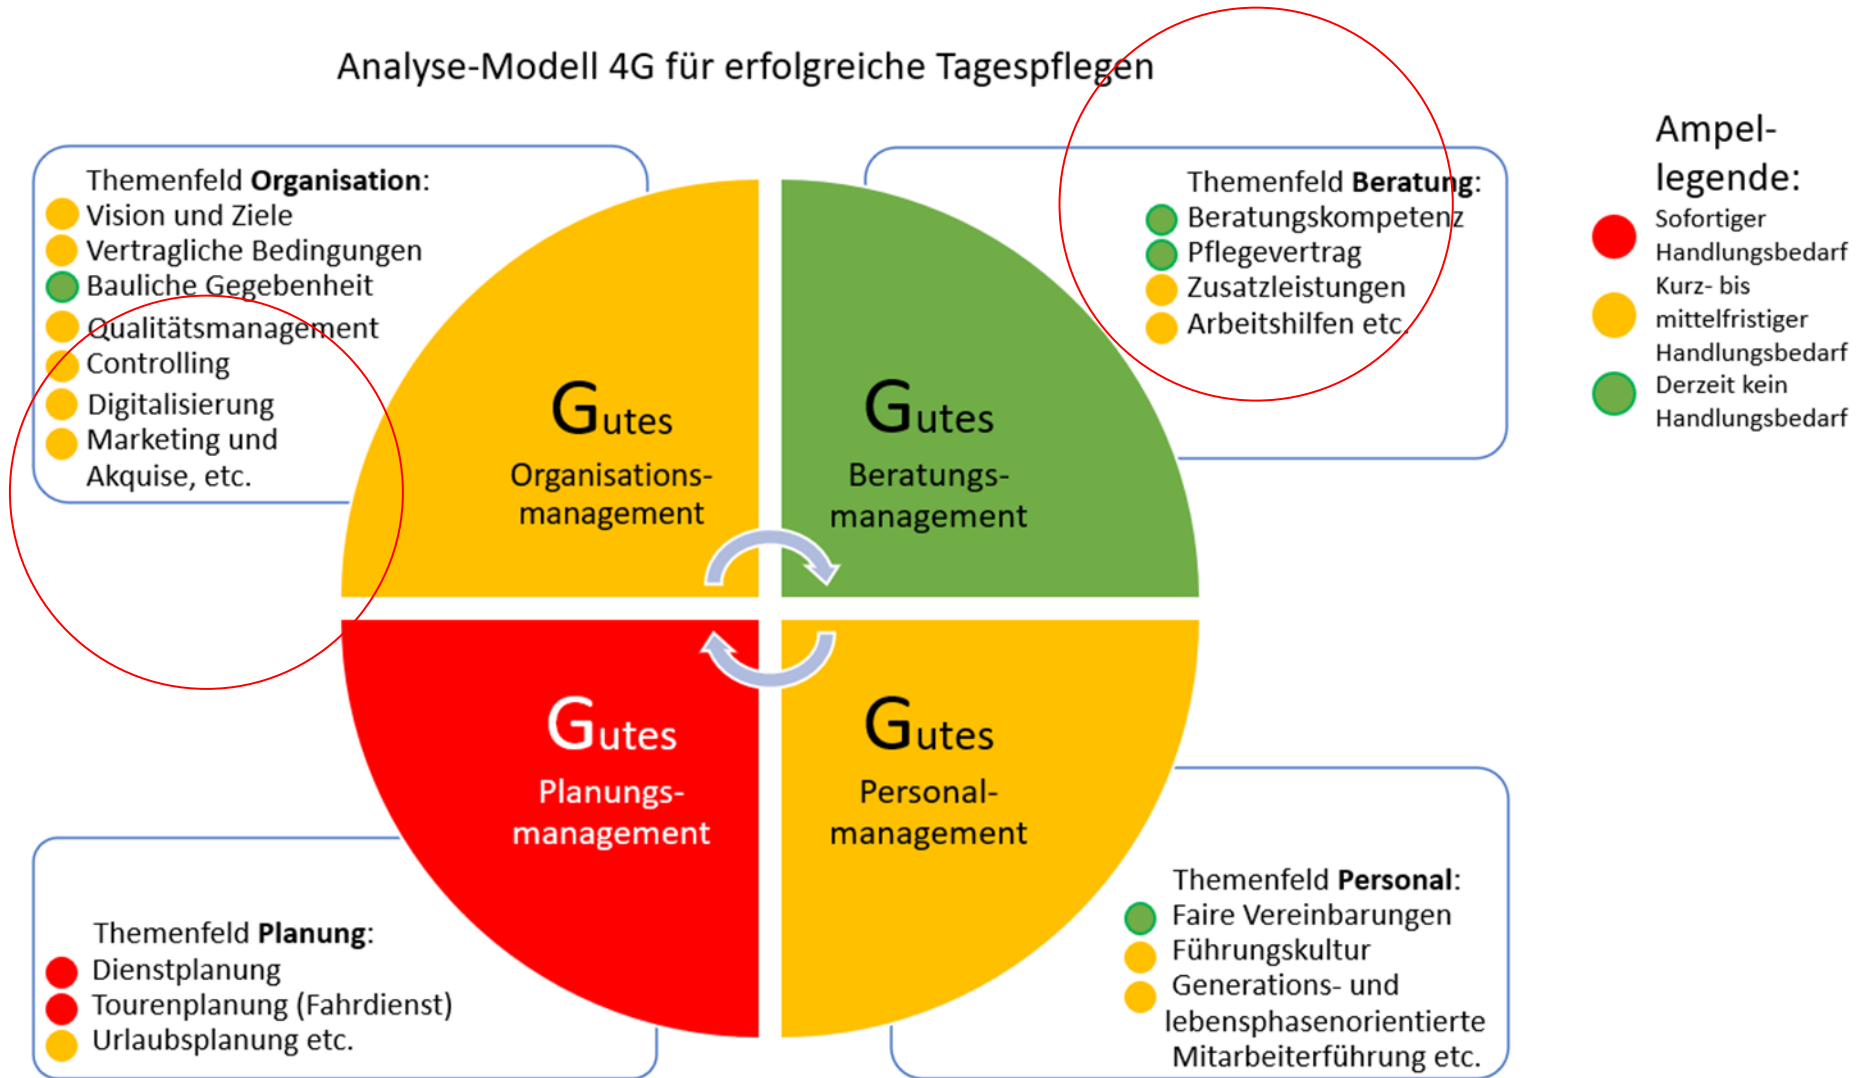 Analyse-Modell 4G für erfolgreiche Tagespflegen
Themenfeld Organisation:
Vision und Ziele
Vertragliche Bedingungen
Bauliche Gegebenheit
Qualitätsmanagement
Controlling
Digitalisierung
Marketing und
Akquise, etc.
Themenfeld Beratung:
Beratungskompetenz
Pflegevertrag
Zusatzleistungen
Arbeitshilfen etc.
Ampel-
legende:
Sofortiger
Handlungsbedarf
Kurz- bis
mittelfristiger
Handlungsbedarf
Derzeit kein
Handlungsbedarf
Gutes
Organisations-
management
Gutes
Beratungs-
management
Gutes
Planungs-
management
Gutes
Personal-
management
Themenfeld Planung:
Dienstplanung
Tourenplanung (Fahrdienst)
Urlaubsplanung etc.
Themenfeld Personal:
Faire Vereinbarungen
Führungskultur
Generations- und
lebensphasenorientierte
Mitarbeiterführung etc.